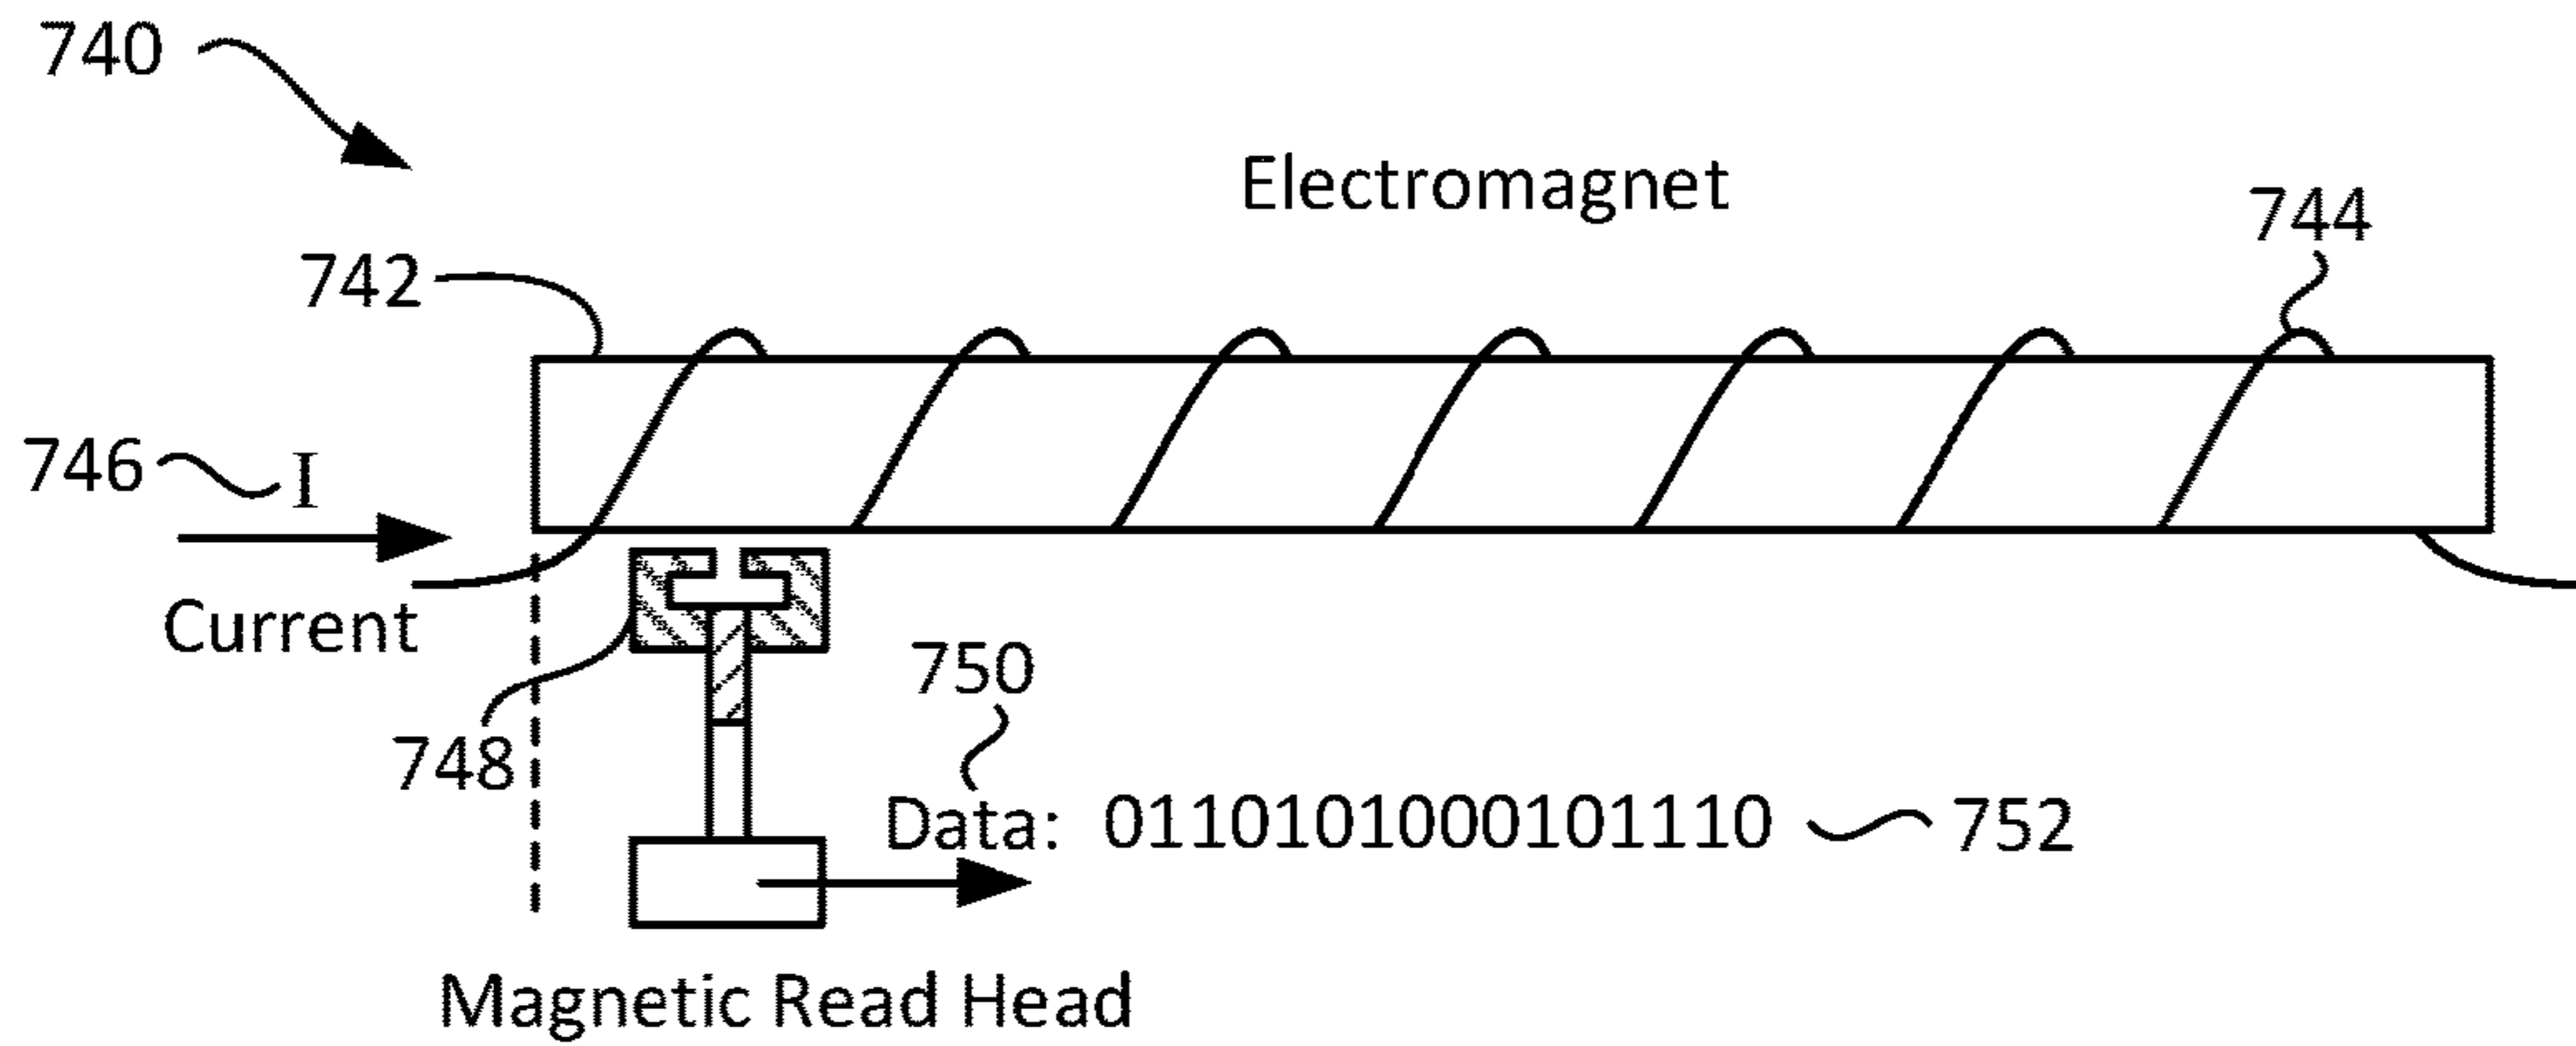 740
Electromagnet
744
742
746
I
Current
750
748
Data: 0110101000101110
752
Magnetic Read Head